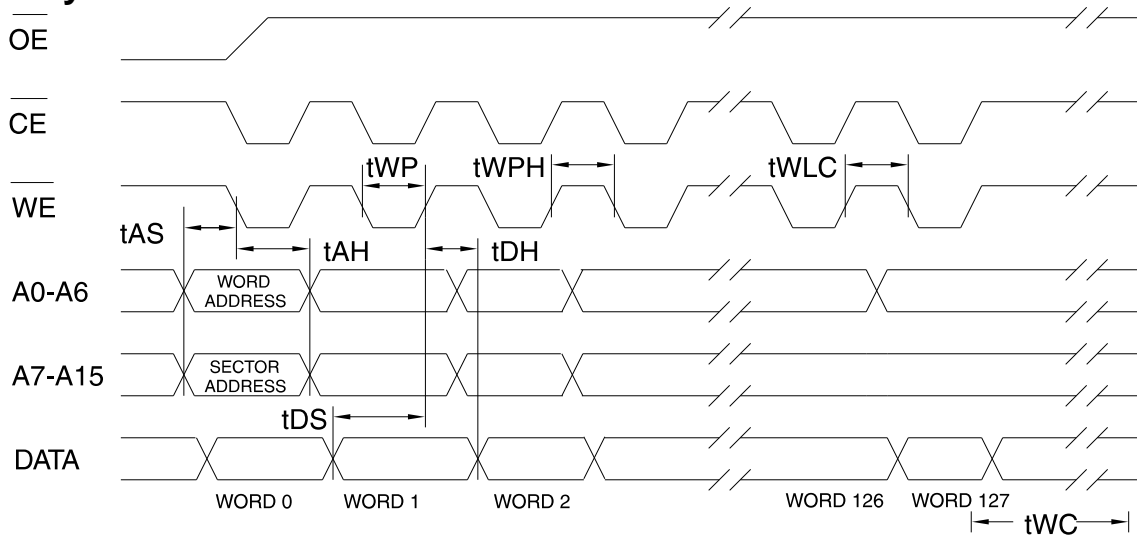 OE
CE
tWP
tWPH
tWLC
WE
tAS
tAH
tDH
A0-A6
WORD
ADDRESS
A7-A15
SECTOR
ADDRESS
tDS
DATA
WORD 0
WORD 1
WORD 2
WORD 126
WORD 127
tWC